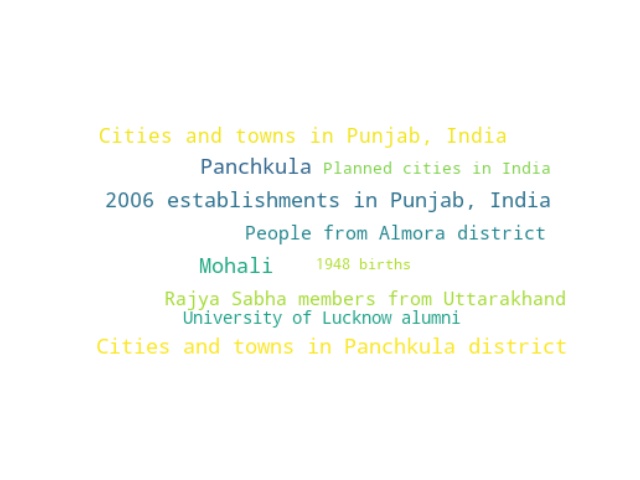 Cities and towns in Punjab, India
Panchkula Planned cities in India
2006 establishments in Punjab, India
People from Almora district
Mohali 1948 births
Rajya Sabha members from Uttarakhand
University of Lucknow alumni
Cities and towns in Panchkula district